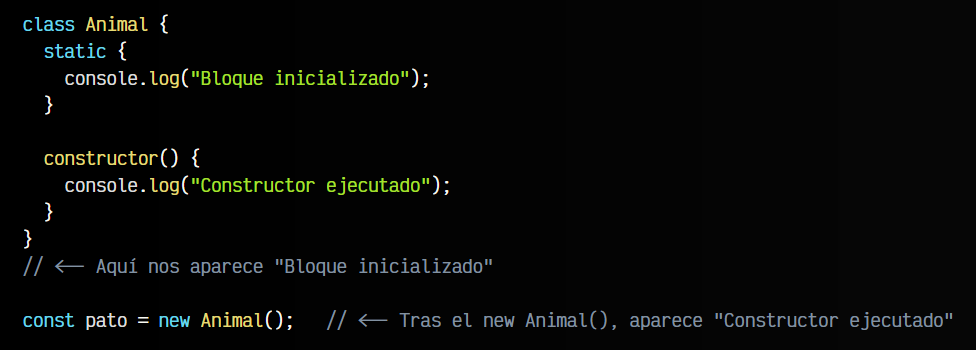 class Animal {
  static {
    console.log("Bloque inicializado");
  }

  constructor() {
    console.log("Constructor ejecutado");
  }
}
// <-- Aquí nos aparece "Bloque inicializado"

const pato = new Animal();   // <-- Tras el new Animal(), aparece "Constructor ejecutado"